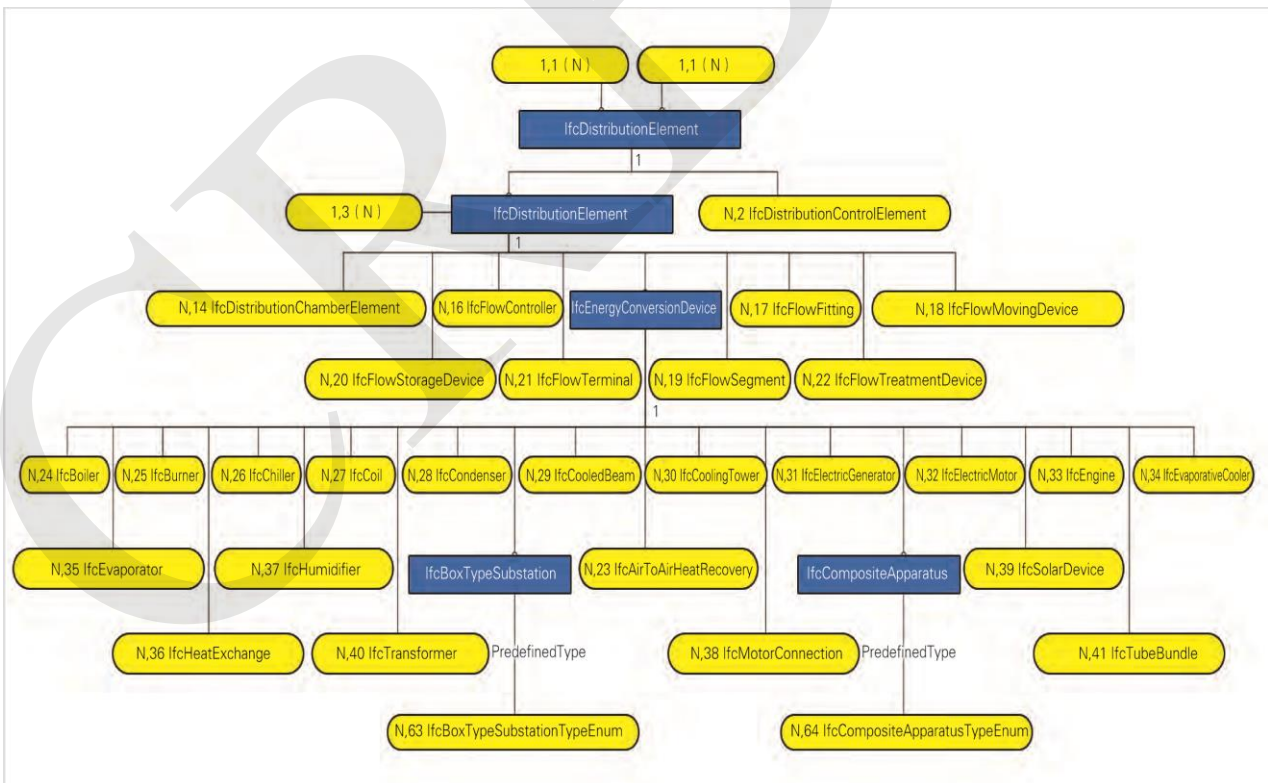 1,1 ( N )
1,1 ( N )
IfcDistributionElement
1
1,3 ( N )
IfcDistributionElement
N,2 IfcDistributionControlElement
1
N,14 IfcDistributionChamberElement
N,16 IfcFlowController
IfcEnergyConversionDevice
N,17 IfcFlowFitting
N,18 IfcFlowMovingDevice
N,20 IfcFlowStorageDevice
N,21 IfcFlowTerminal
N,19 IfcFlowSegment
N,22 IfcFlowTreatmentDevice
1
N,24 IfcBoiler
N,25 IfcBurner
N,26 IfcChiller
N,27 IfcCoil
N,28 IfcCondenser
N,29 IfcCooledBeam
N,30 IfcCoolingTower
N,31 IfcElectricGenerator
N,32 IfcElectricMotor
N,33 IfcEngine
N,34 IfcEvaporativeCooler
N,35 IfcEvaporator
N,37 IfcHumidifier
IfcBoxTypeSubstation
N,23 IfcAirToAirHeatRecovery
IfcCompositeApparatus
N,39 IfcSolarDevice
N,36 IfcHeatExchange
N,40 IfcTransformer
PredefinedType
N,38 IfcMotorConnection
PredefinedType
N,41 IfcTubeBundle
N,63 IfcBoxTypeSubstationTypeEnum
N,64 IfcCompositeApparatusTypeEnum